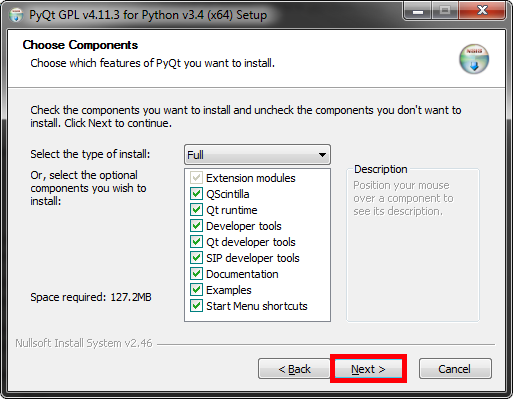 PyQt GPL v4.11.3 for Python v3.4 (x64) Setup
Choose Components
Choose which features of PyQt you want to install.
Check the components you want to install and uncheck the components you don't want to
install. Click Next to continue.
Select the type of install:
Full
Or, select the optional
components you wish to
install:
Extension modules
QScintilla
Qt runtime
Developer tools
Qt developer tools
SIP developer tools
Documentation
Examples
Start Menu shortcuts
Description
Position your mouse
over a component to
see its description.
Space required: 127.2MB
Nullsoft Install System v2.46
< Back
Next >
Cancel